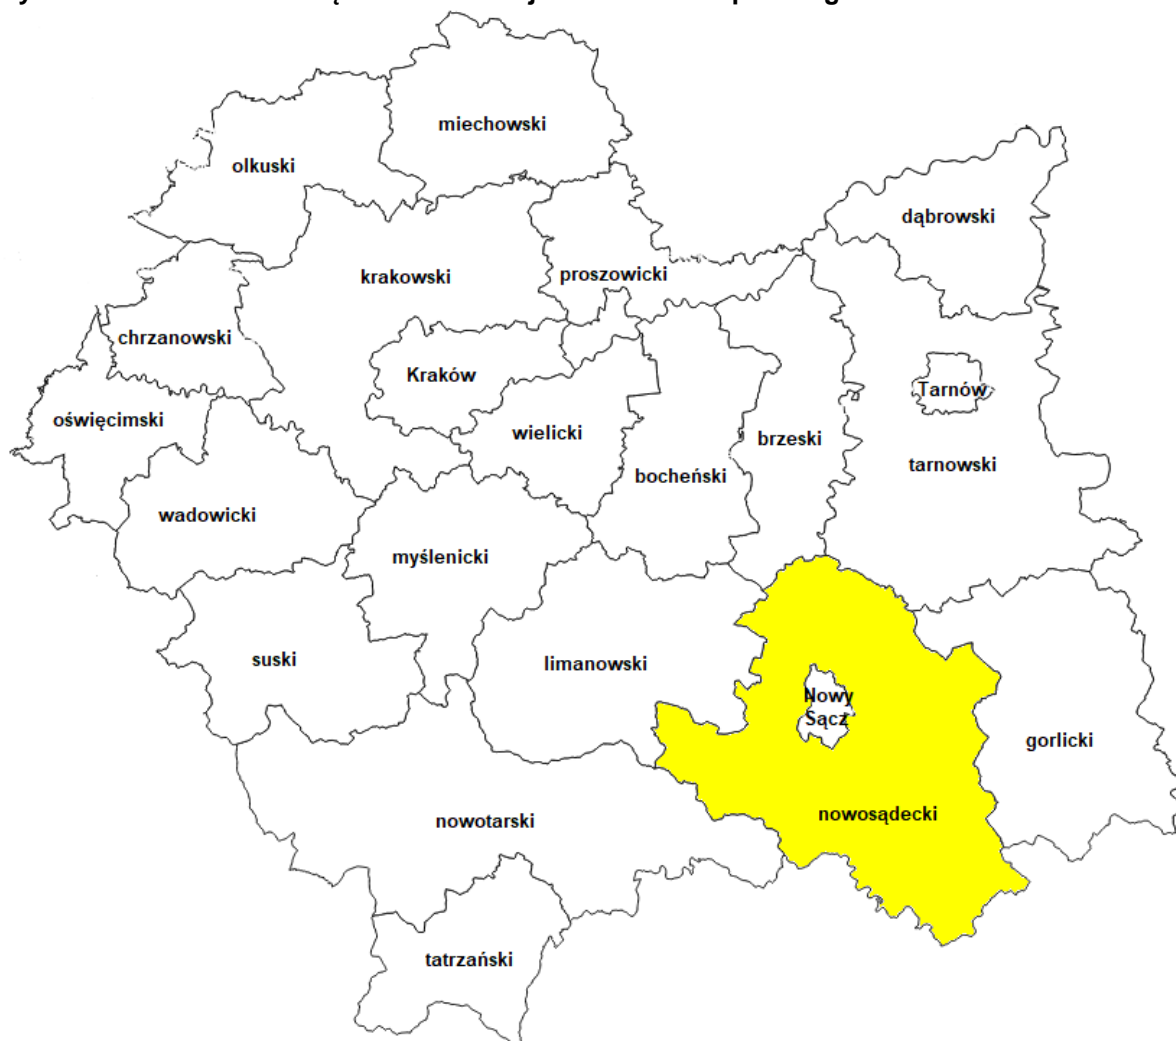 miechowski
olkuski
dąbrowski
krakowski
proszowicki
chrzanowski
Kraków
Tarnów
oświęcimski
wielicki
brzeski
tarnowski
bocheński
wadowicki
myślenicki
suski
limanowski
Nowy
Sącz
gorlicki
nowosądecki
nowotarski
tatrzański